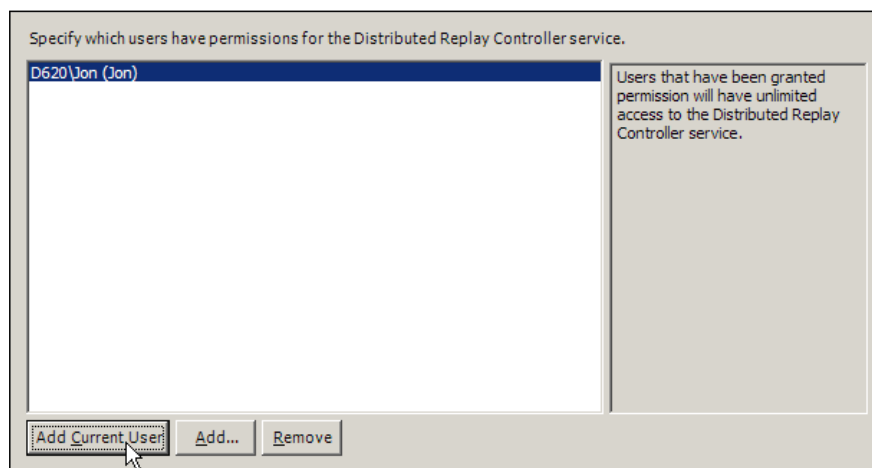 Specify which users have permissions for the Distributed Replay Controller service.
D620\Jon (Jon)
Users that have been granted
permission will have unlimited
access to the Distributed Replay
Controller service.
Add Current User
Add...
Remove